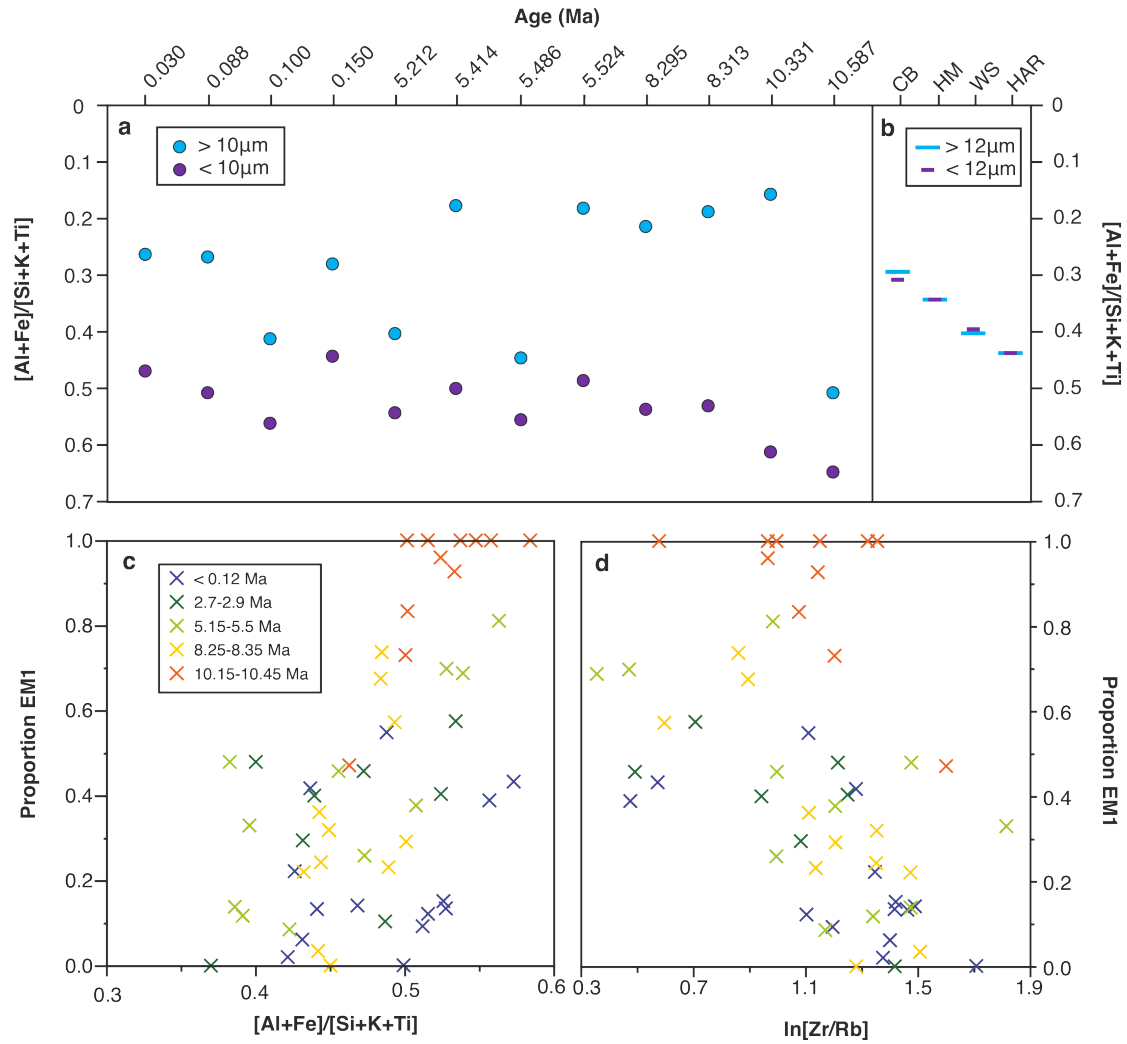 Age (Ma)
0.030 0.088 0.100 0.150 5.212 5.414 5.486 5.524 8.295 8.313 10.331 10.587 CB HM WS HAR
a
> 10μm
< 10μm
b
> 12μm
< 12μm
0
0.1
0.2
0.3
0.4
0.5
0.6
0.7
[Al+Fe]/[Si+K+Ti]
0
0.1
0.2
0.3
0.4
0.5
0.6
0.7
[Al+Fe]/[Si+K+Ti]
c
< 0.12 Ma
2.7-2.9 Ma
5.15-5.5 Ma
8.25-8.35 Ma
10.15-10.45 Ma
1.0
0.8
0.6
0.4
0.2
0.0
Proportion EM1
0.3 0.4 0.5 0.6
[Al+Fe]/[Si+K+Ti]
d
1.0
0.8
0.6
0.4
0.2
0.0
Proportion EM1
0.3 0.7 1.1 1.5 1.9
ln[Zr/Rb]